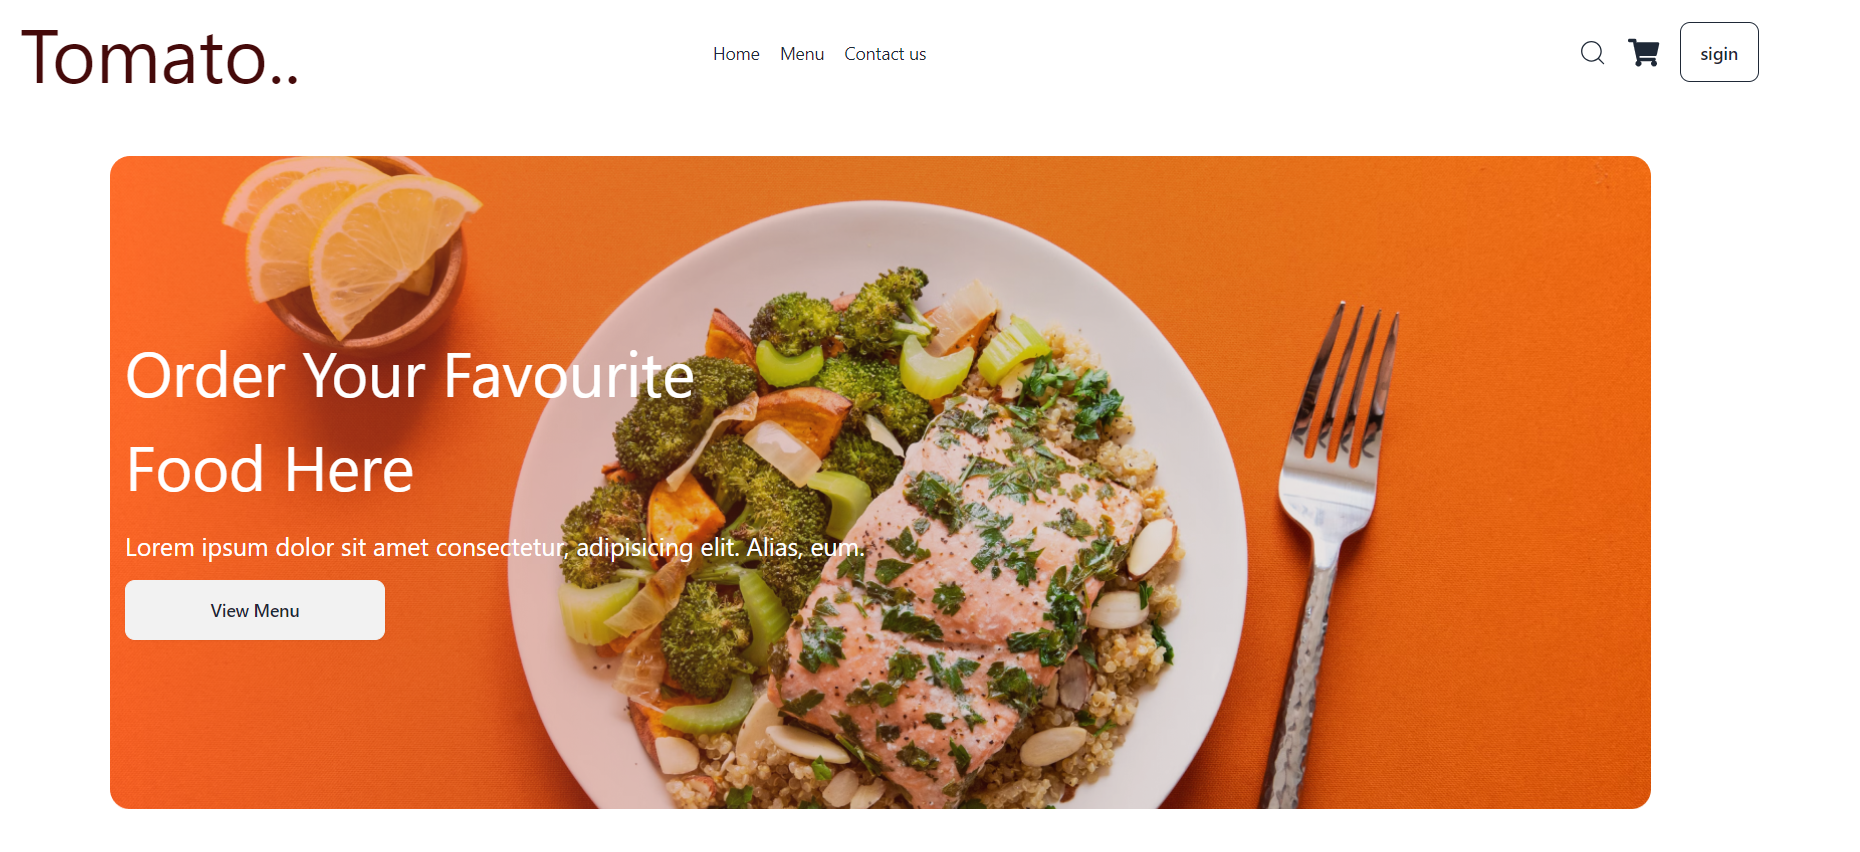 Tomato..
Home Menu Contact us
sigin
Order Your Favourite
Food Here
Lorem ipsum dolor sit amet consectetur, adipisicing elit. Alias, eum.
View Menu